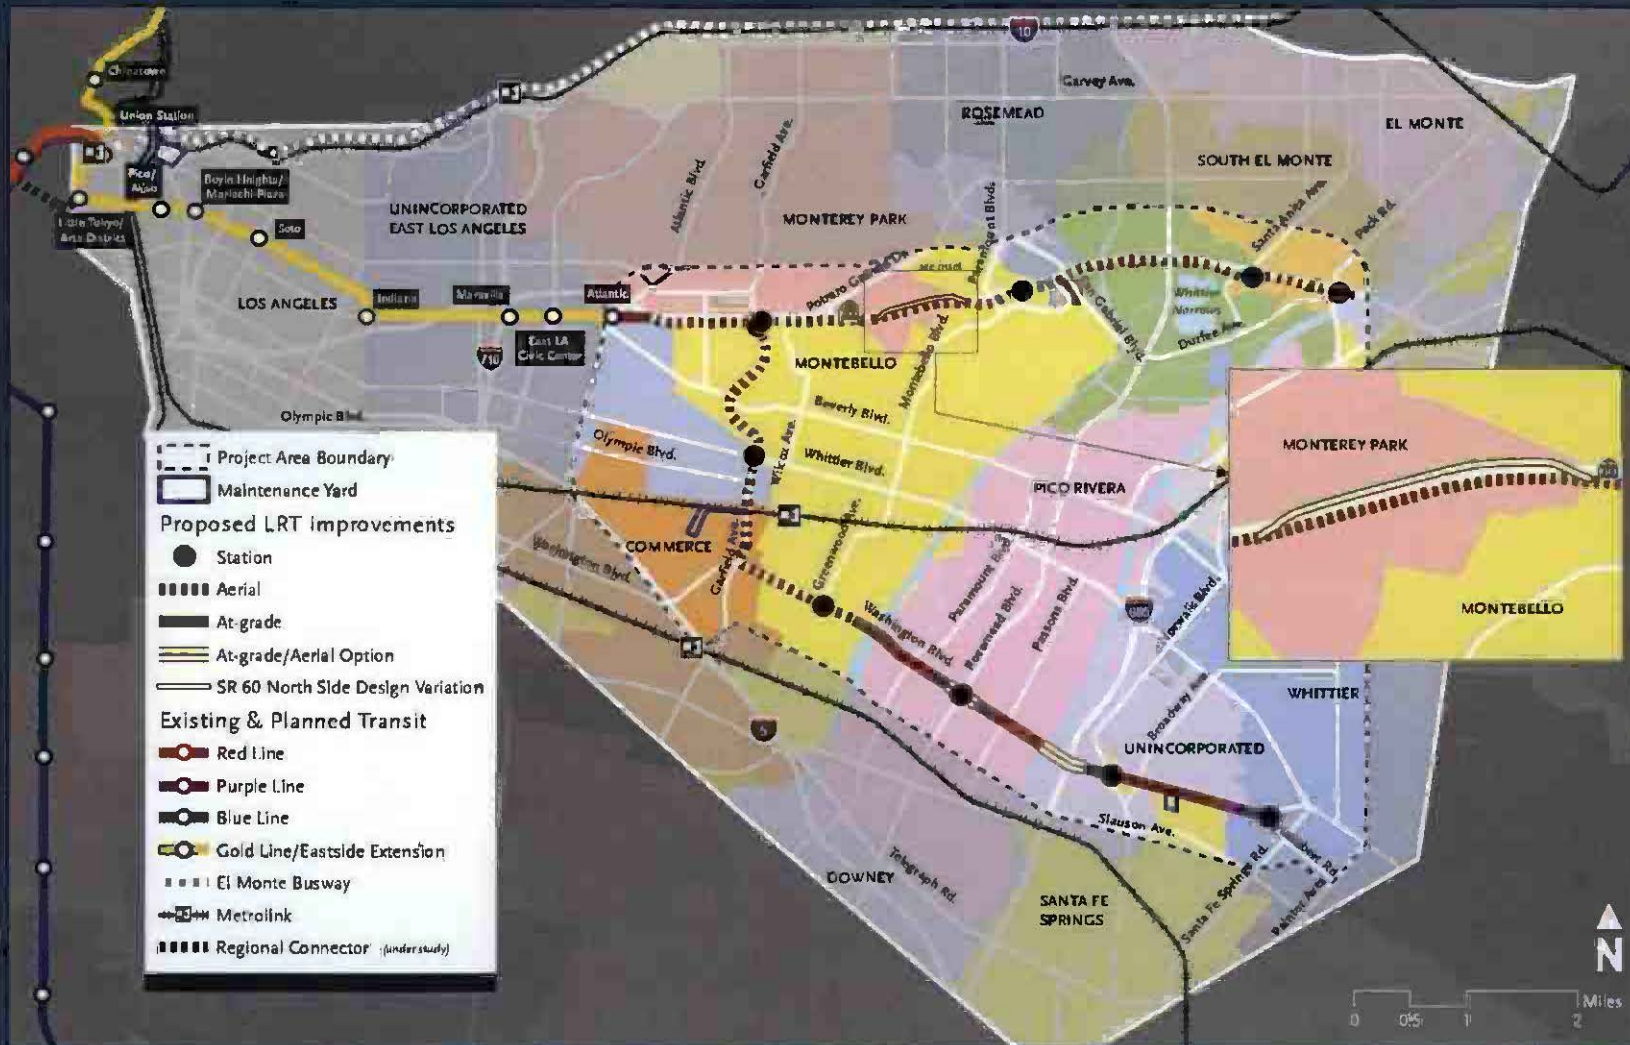 Chinatown
Union Station
Pico/
Aliso
Boyle Heights/
Mariachi Plaza
Little Tokyo/
Arts District
Soto
Indiana
Maravilla
East LA
Civic Center
Atlantic
10
710
5
605
Garvey Ave.
ROSEMEAD
EL MONTE
SOUTH EL MONTE
UNINCORPORATED
EAST LOS ANGELES
MONTEREY PARK
LOS ANGELES
Atlantic Blvd.
Garfield Ave.
Potrero Grande Dr.
Paramount Blvd.
San Gabriel Blvd.
Santa Anita Ave.
Peck Rd.
Whittier
Narrows
Durfee Ave.
MONTEBELLO
Montebello Blvd.
Beverly Blvd.
Whittier Blvd.
Wilcox Ave.
Olympic Blvd.
Olympic Blvd.
COMMERCE
Garfield Ave.
Washington Blvd.
Greenwood Ave.
PICO RIVERA
Washington Blvd.
Paramount Blvd.
Rosemead Blvd.
Passons Blvd.
Norwalk Blvd.
Broadway Ave.
WHITTIER
UNINCORPORATED
Slauson Ave.
Santa Fe Springs Rd.
Painter Ave.
DOWNEY
Telegraph Rd.
SANTA FE
SPRINGS
MONTEREY PARK
MONTEBELLO
Project Area Boundary
Maintenance Yard
Proposed LRT Improvements
Station
Aerial
At-grade
At-grade/Aerial Option
SR 60 North Side Design Variation
Existing & Planned Transit
Red Line
Purple Line
Blue Line
Gold Line/Eastside Extension
El Monte Busway
Metrolink
Regional Connector (under study)
N
Miles
0 0.5 1 2